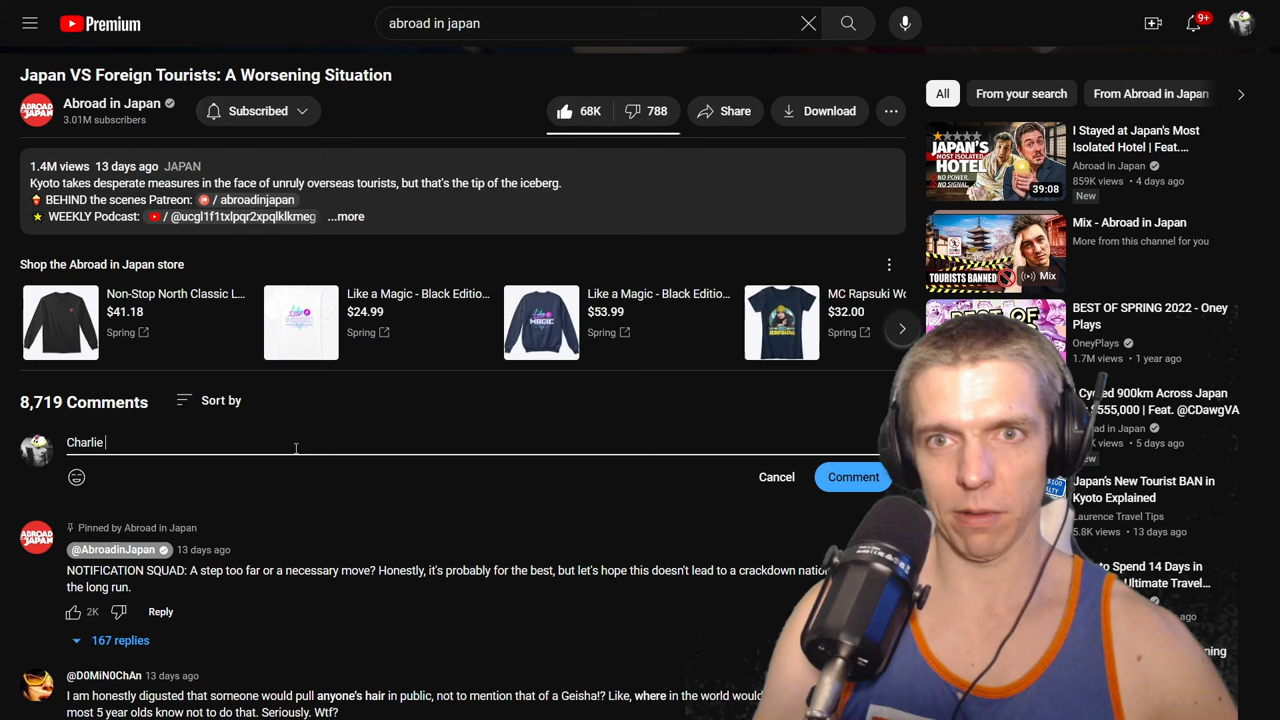 Premium
abroad in japan
9+
Japan VS Foreign Tourists: A Worsening Situation
Abroad in Japan
3.01M subscribers
Subscribed
68K
788
Share
Download
1.4M views 13 days ago JAPAN
Kyoto takes desperate measures in the face of unruly overseas tourists, but that's the tip of the iceberg.
BEHIND the scenes Patreon: / abroadinjapan
WEEKLY Podcast: / @ucgl1f1txlpqr2xpqlklkmeg ...more
Shop the Abroad in Japan store
Non-Stop North Classic L...
$41.18
Spring
Like a Magic - Black Editio...
$24.99
Spring
Like a Magic - Black Editio...
$53.99
Spring
MC Rapsuki Wo
$32.00
Spring
8,719 Comments
Sort by
Charlie
Cancel
Comment
Pinned by Abroad in Japan
@AbroadinJapan 13 days ago
NOTIFICATION SQUAD: A step too far or a necessary move? Honestly, it's probably for the best, but let's hope this doesn't lead to a crackdown
the long run.
2K
Reply
167 replies
@D0MiN0ChAn 13 days ago
I am honestly digusted that someone would pull anyone's hair in public, not to mention that of a Geisha!? Like, where in the world would
most 5 year olds know not to do that. Seriously. Wtf?
All
From your search
From Abroad in Japan
JAPAN'S
MOST ISOLATED
HOTEL
NO POWER,
NO SIGNAL
39:08
I Stayed at Japan's Most
Isolated Hotel | Feat....
Abroad in Japan
859K views • 4 days ago
New
TOURISTS BANNED
Mix
Mix - Abroad in Japan
More from this channel for you
BEST OF
BEST OF SPRING 2022 - Oney
Plays
OneyPlays
1.7M views • 1 year ago
Cycled 900km Across Japan
$555,000 | Feat. @CDawgVA
ad in Japan
views • 5 days ago
Japan's New Tourist BAN in
Kyoto Explained
Laurence Travel Tips
5.8K views • 13 days ago
to Spend 14 Days in
Ultimate Travel...